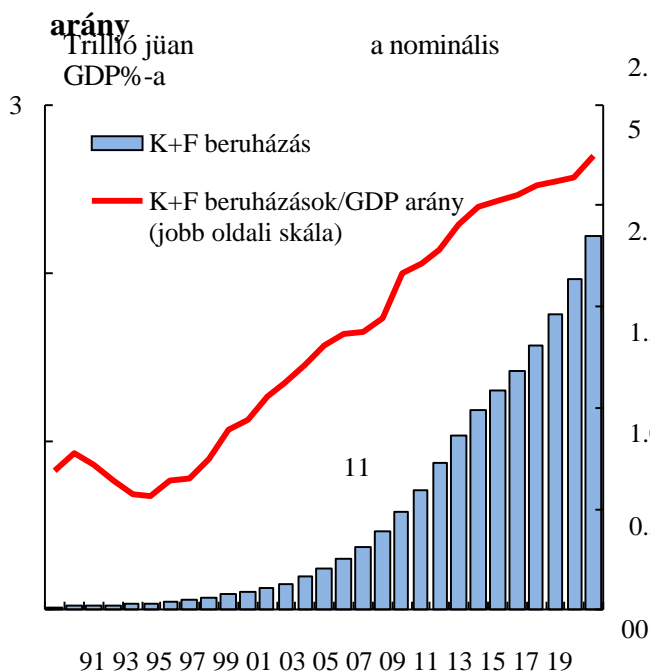 arány
Trillió jüan a nominális
GDP%-a
2.
3
5
K+F beruházás
K+F beruházások/GDP arány
(jobb oldali skála)
2.
1.
1.0
11
0.
00
91 93 95 97 99 01 03 05 07 09 11 13 15 17 19